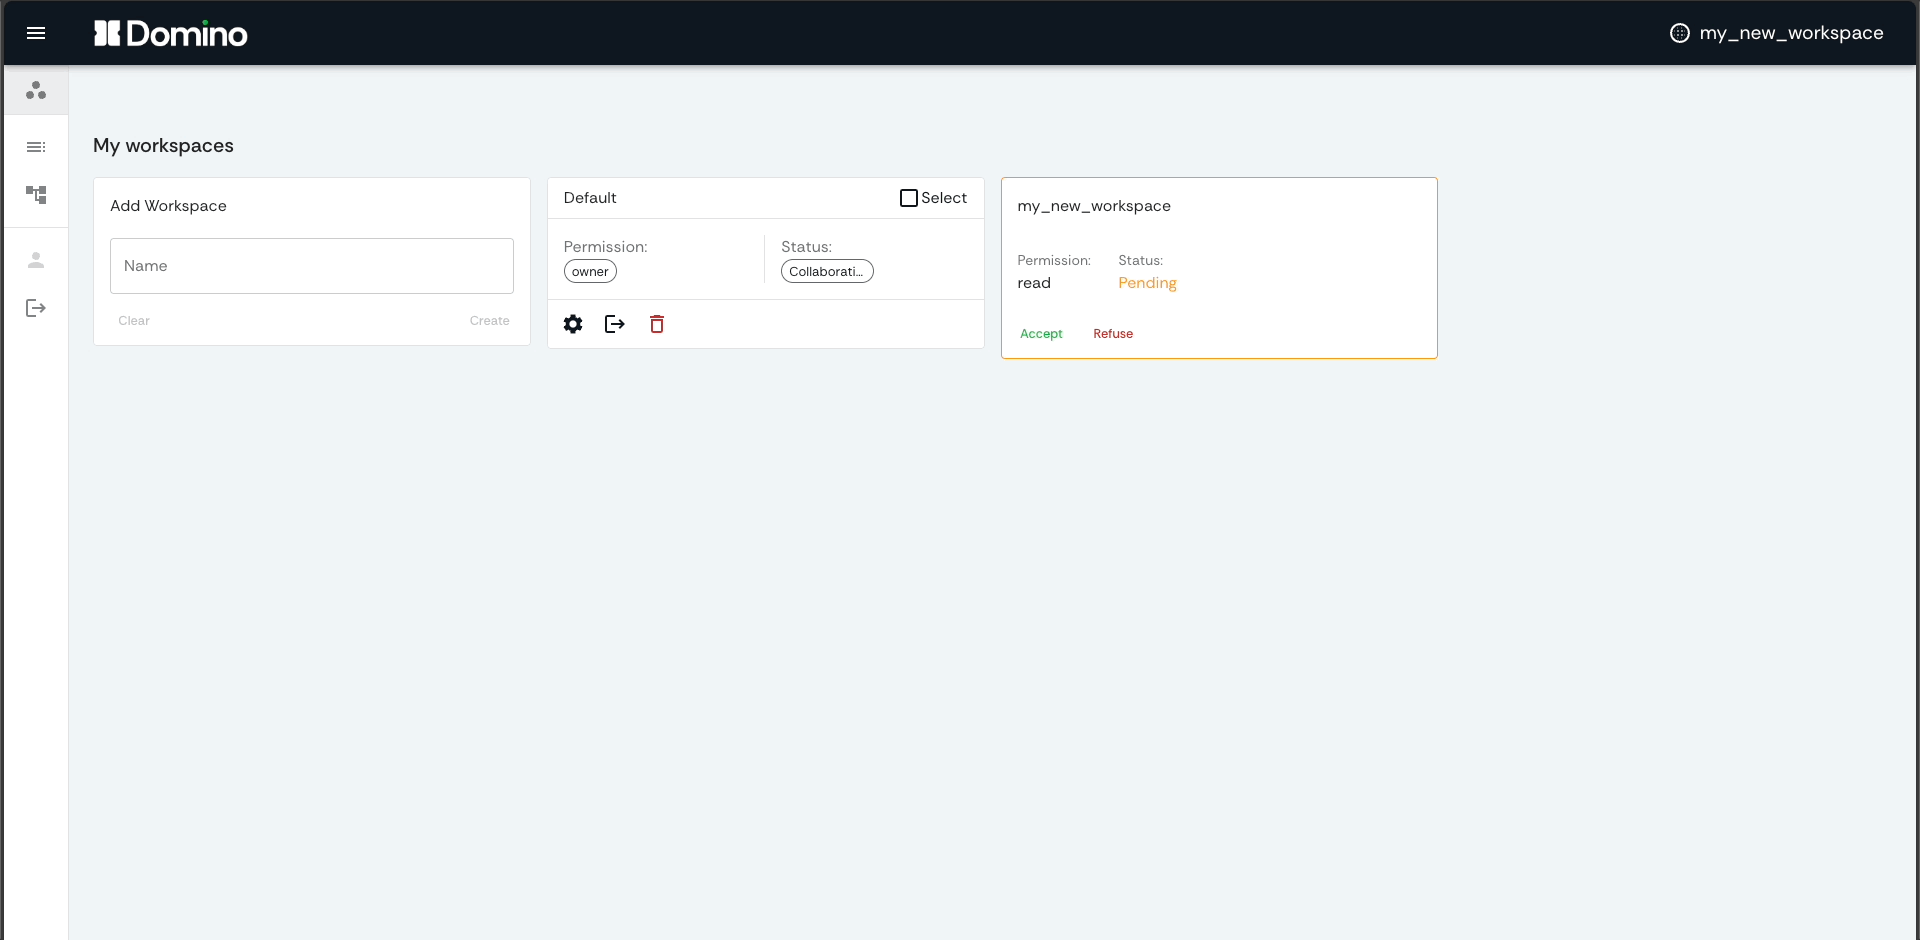 Domino
my_new_workspace
My workspaces
Add Workspace
Name
Clear
Create
Default
Select
Permission:
owner
Status:
Collaborati...
my_new_workspace
Permission:
read
Status:
Pending
Accept
Refuse